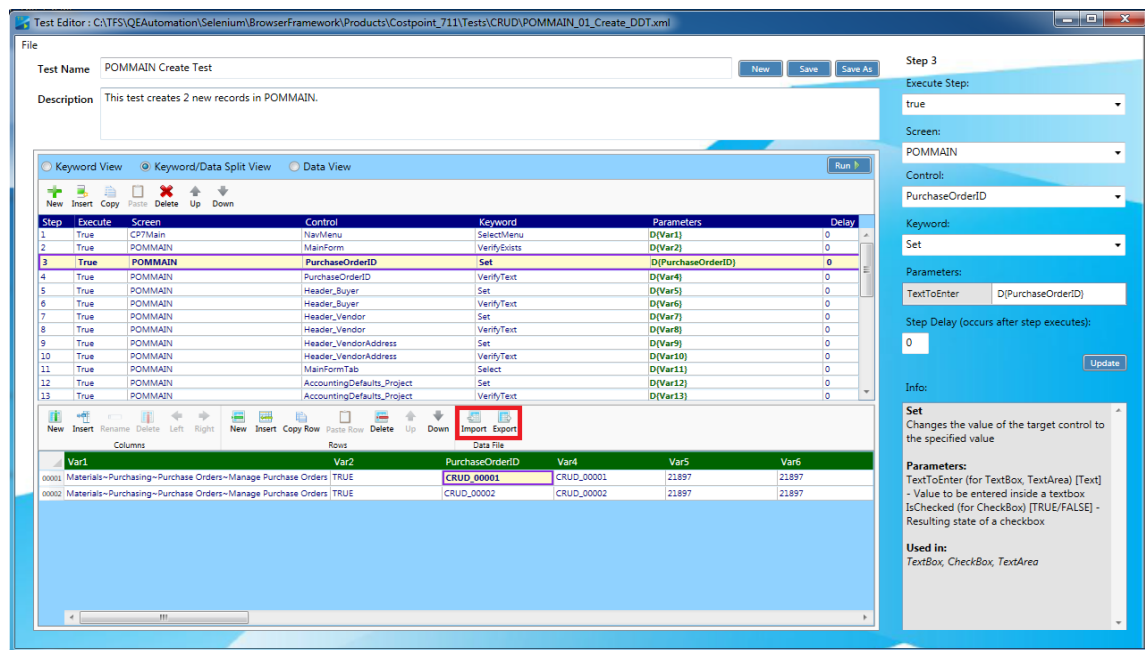 Test Editor : C:\TFS\QEAutomation\Selenium\BrowserFramework\Products\Costpoint_711\Tests\CRUD\POMMAIN_01_Create_DDT.xml
File
Test Name POMMAIN Create Test New Save Save As
Description This test creates 2 new records in POMMAIN.
Keyword View Keyword/Data Split View Data View Run
New Insert Copy Paste Delete Up Down
Step Execute Screen Control Keyword Parameters Delay
1 True CP7Main NavMenu SelectMenu D{Var1} 0
2 True POMMAIN MainForm VerifyExists D{Var2} 0
3 True POMMAIN PurchaseOrderID Set D{PurchaseOrderID} 0
4 True POMMAIN PurchaseOrderID VerifyText D{Var4} 0
5 True POMMAIN Header_Buyer Set D{Var5} 0
6 True POMMAIN Header_Buyer VerifyText D{Var6} 0
7 True POMMAIN Header_Vendor Set D{Var7} 0
8 True POMMAIN Header_Vendor VerifyText D{Var8} 0
9 True POMMAIN Header_VendorAddress Set D{Var9} 0
10 True POMMAIN Header_VendorAddress VerifyText D{Var10} 0
11 True POMMAIN MainFormTab Select D{Var11} 0
12 True POMMAIN AccountingDefaults_Project Set D{Var12} 0
13 True POMMAIN AccountingDefaults_Project VerifyText D{Var13} 0
New Insert Rename Delete Left Right New Insert Copy Row Paste Row Delete Up Down Import Export
Columns Rows Data File
Var1 Var2 PurchaseOrderID Var4 Var5 Var6
00001 Materials~Purchasing~Purchase Orders~Manage Purchase Orders TRUE CRUD_00001 CRUD_00001 21897 21897
00002 Materials~Purchasing~Purchase Orders~Manage Purchase Orders TRUE CRUD_00002 CRUD_00002 21897 21897
Step 3
Execute Step:
true
Screen:
POMMAIN
Control:
PurchaseOrderID
Keyword:
Set
Parameters:
TextToEnter D{PurchaseOrderID}
Step Delay (occurs after step executes):
0
Update
Info:
Set
Changes the value of the target control to
the specified value
Parameters:
TextToEnter (for TextBox, TextArea) [Text]
- Value to be entered inside a textbox
IsChecked (for CheckBox) [TRUE/FALSE] -
Resulting state of a checkbox
Used in:
TextBox, CheckBox, TextArea